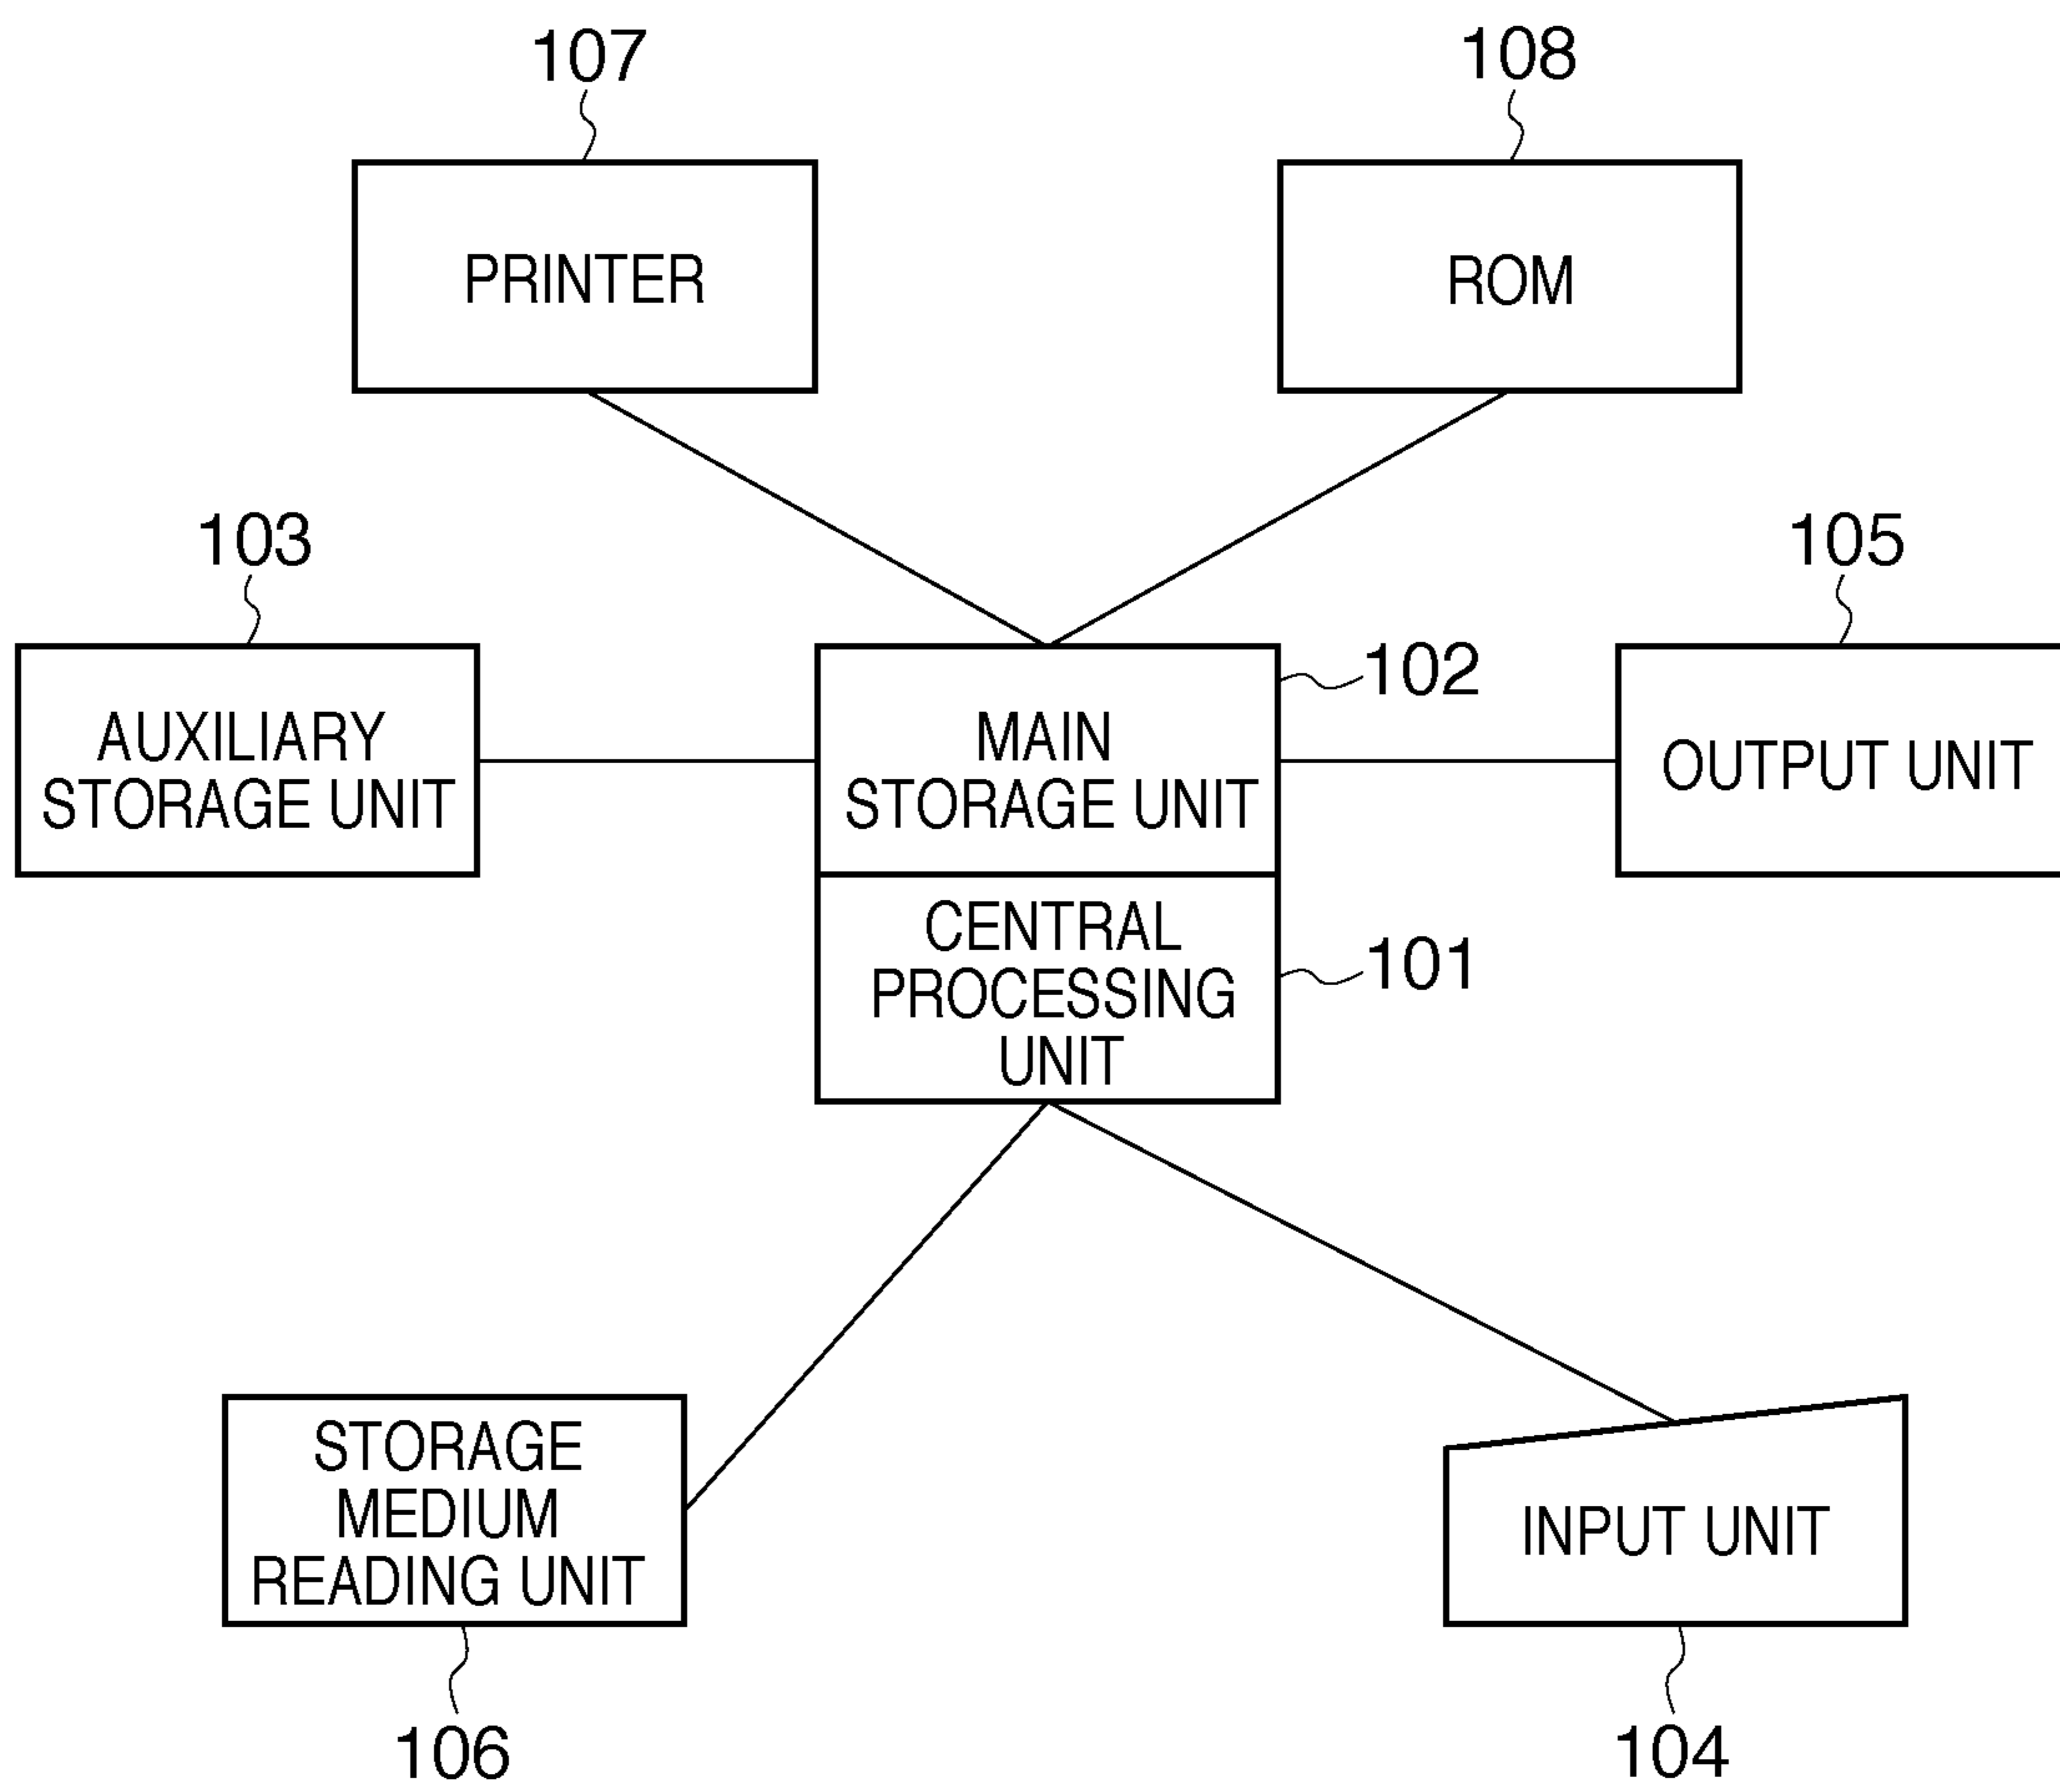 107
108
PRINTER
ROM
103
105
102
AUXILIARY
STORAGE UNIT
MAIN
STORAGE UNIT
OUTPUT UNIT
CENTRAL
PROCESSING
UNIT
101
STORAGE
MEDIUM
READING UNIT
INPUT UNIT
106
104